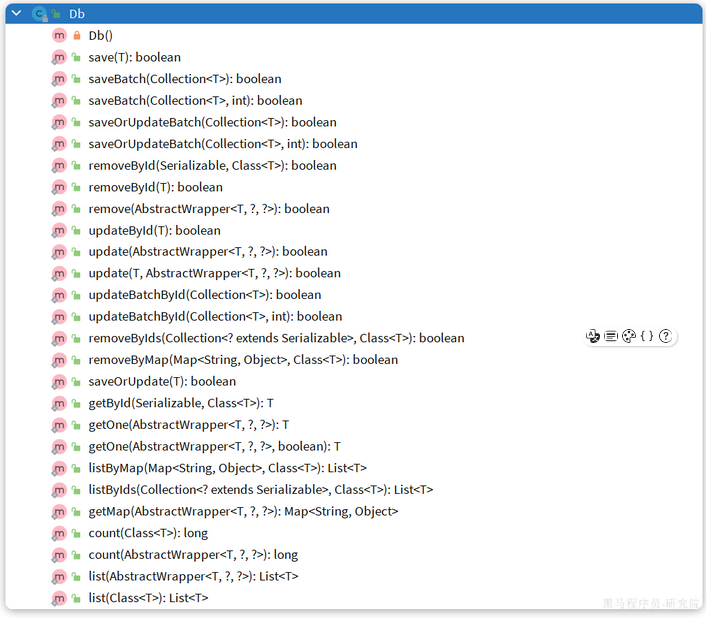 Db
Db()
save(T): boolean
saveBatch(Collection<T>): boolean
saveBatch(Collection<T>, int): boolean
saveOrUpdateBatch(Collection<T>): boolean
saveOrUpdateBatch(Collection<T>, int): boolean
removeById(Serializable, Class<T>): boolean
removeById(T): boolean
remove(AbstractWrapper<T, ?, ?>): boolean
updateById(T): boolean
update(AbstractWrapper<T, ?, ?>): boolean
update(T, AbstractWrapper<T, ?, ?>): boolean
updateBatchById(Collection<T>): boolean
updateBatchById(Collection<T>, int): boolean
removeByIds(Collection<? extends Serializable>, Class<T>): boolean
removeByMap(Map<String, Object>, Class<T>): boolean
saveOrUpdate(T): boolean
getById(Serializable, Class<T>): T
getOne(AbstractWrapper<T, ?, ?>): T
getOne(AbstractWrapper<T, ?, ?>, boolean): T
listByMap(Map<String, Object>, Class<T>): List<T>
listByIds(Collection<? extends Serializable>, Class<T>): List<T>
getMap(AbstractWrapper<T, ?, ?>): Map<String, Object>
count(Class<T>): long
count(AbstractWrapper<T, ?, ?>): long
list(AbstractWrapper<T, ?, ?>): List<T>
list(Class<T>): List<T>
黑马程序员-研究院